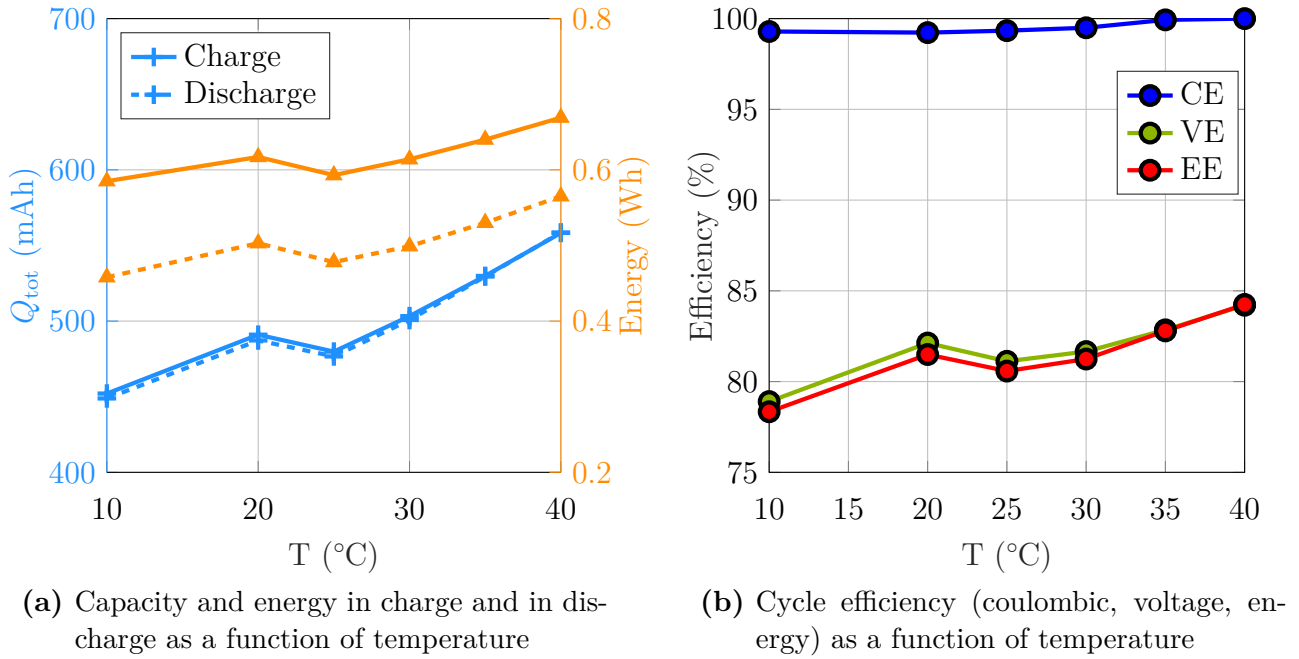 700
600
500
400
Q_tot (mAh)
Charge
Discharge
0.8
0.6
0.4
0.2
Energy (Wh)
10 20 30 40
T (°C)
(a) Capacity and energy in charge and in dis-
charge as a function of temperature
100
95
90
85
80
75
Efficiency (%)
CE
VE
EE
10 15 20 25 30 35 40
T (°C)
(b) Cycle efficiency (coulombic, voltage, en-
ergy) as a function of temperature